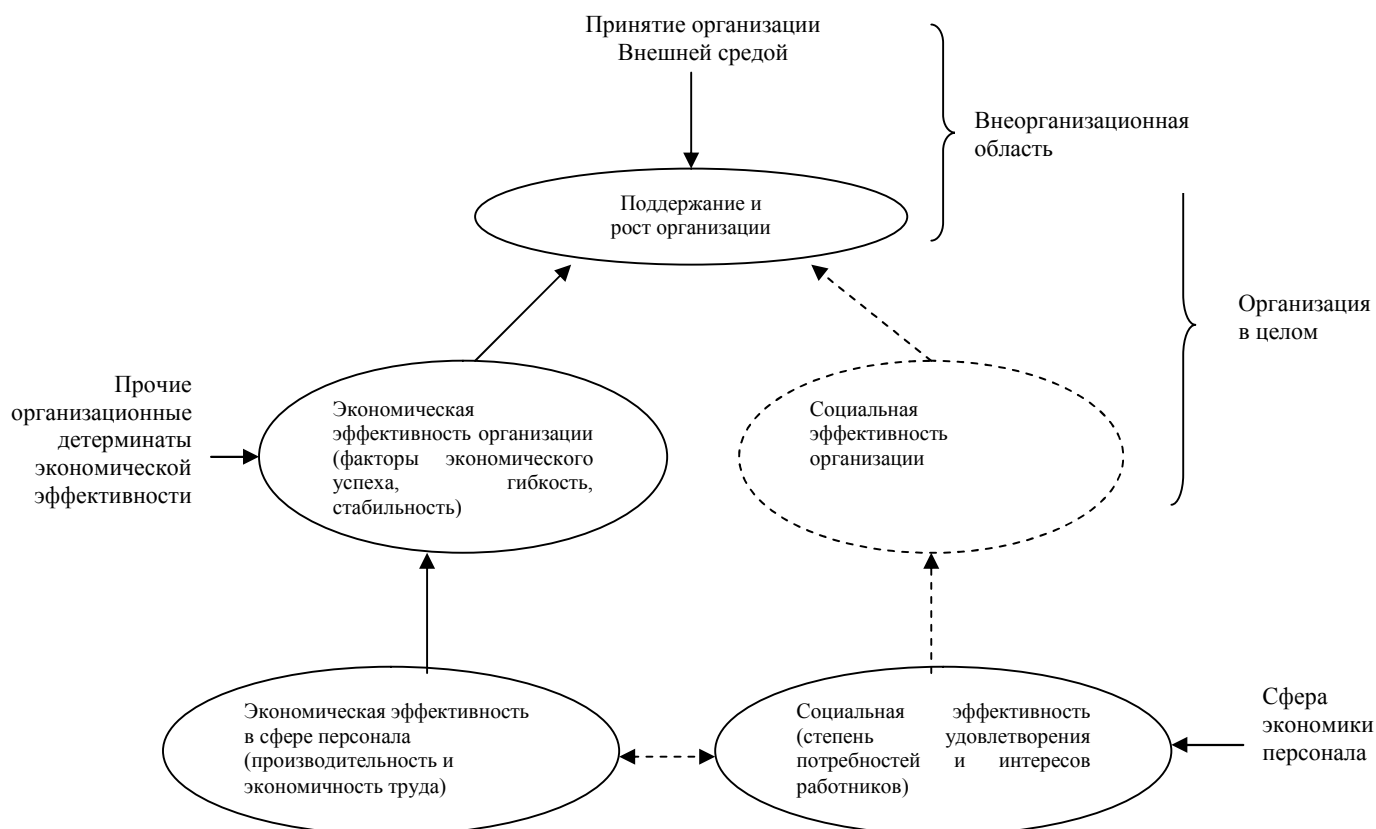 Принятие организации
Внешней средой
Внеорганизационная
область
Поддержание и
рост организации
Организация
в целом
Прочие
организационные
детерминаты
экономической
эффективности
Экономическая
эффективность организации
(факторы экономического
успеха, гибкость,
стабильность)
Социальная
эффективность
организации
Экономическая эффективность
в сфере персонала
(производительность и
экономичность труда)
Социальная эффективность
(степень удовлетворения
потребностей и интересов
работников)
Сфера
экономики
персонала